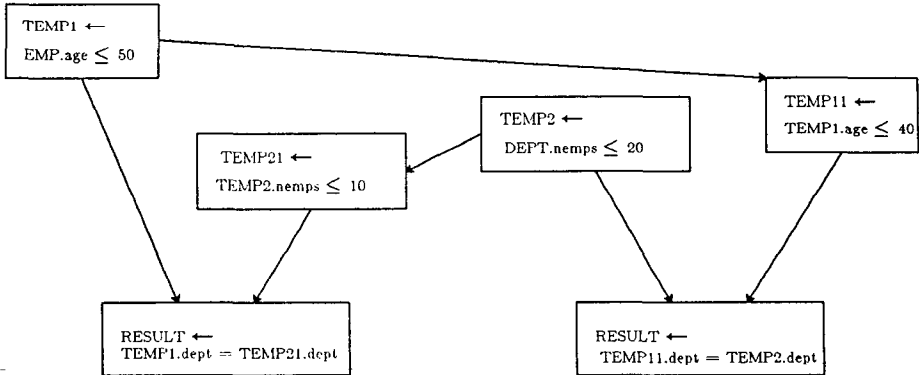 TEMP1 ←
EMP.age ≤ 50
TEMP11 ←
TEMP1.age ≤ 40
TEMP2 ←
DEPT.nemps ≤ 20
TEMP21 ←
TEMP2.nemps ≤ 10
RESULT ←
TEMP1.dept = TEMP21.dept
RESULT ←
TEMP11.dept = TEMP2.dept